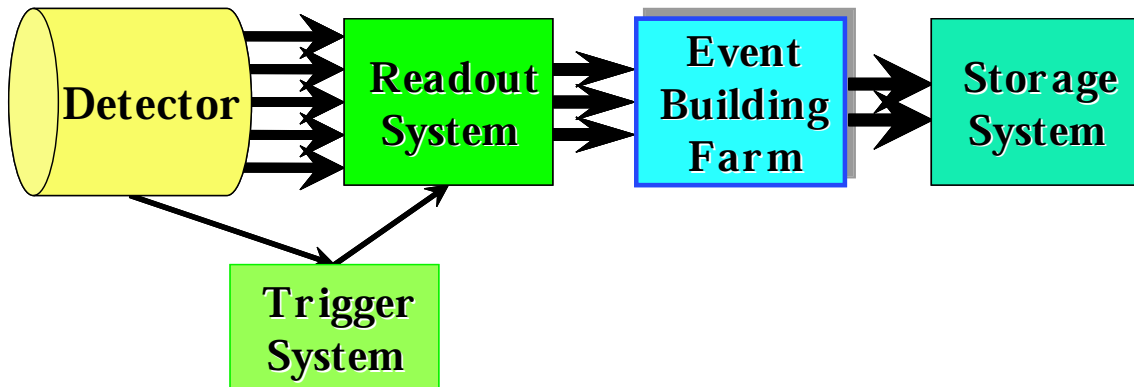 Detector
Readout
System
Event
Building
Farm
Storage
System
Trigger
System